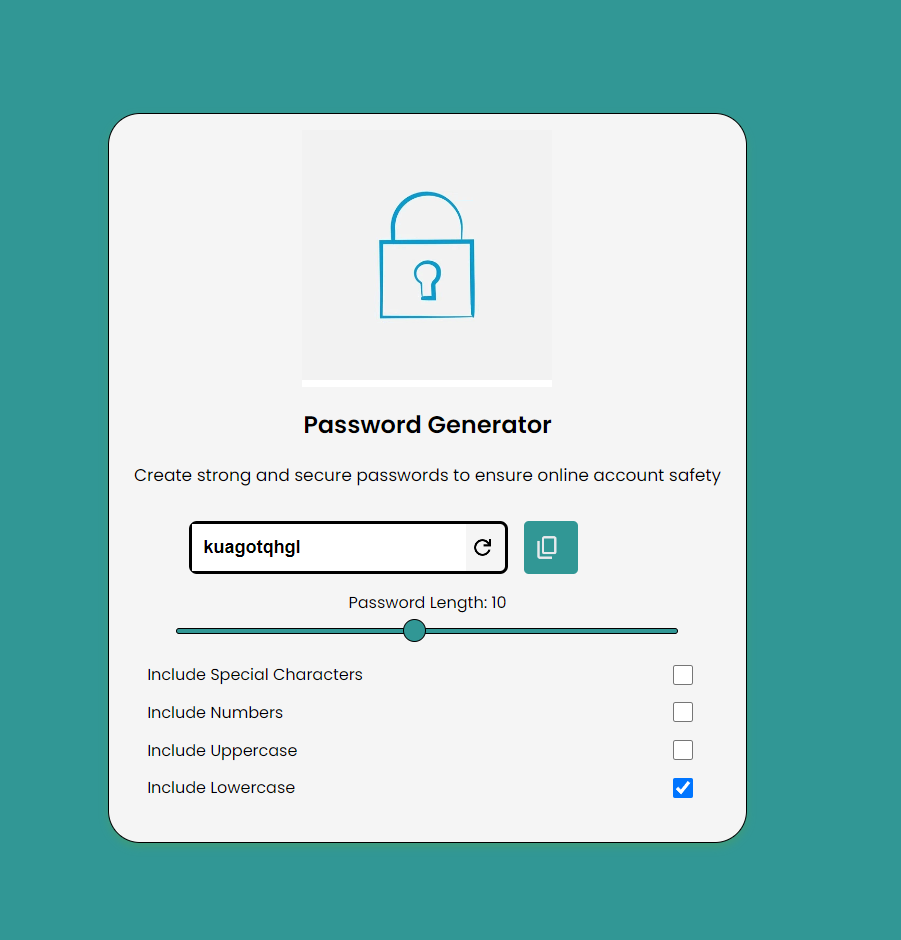 Password Generator
Create strong and secure passwords to ensure online account safety
kuagotqhgl
Password Length: 10
Include Special Characters
Include Numbers
Include Uppercase
Include Lowercase